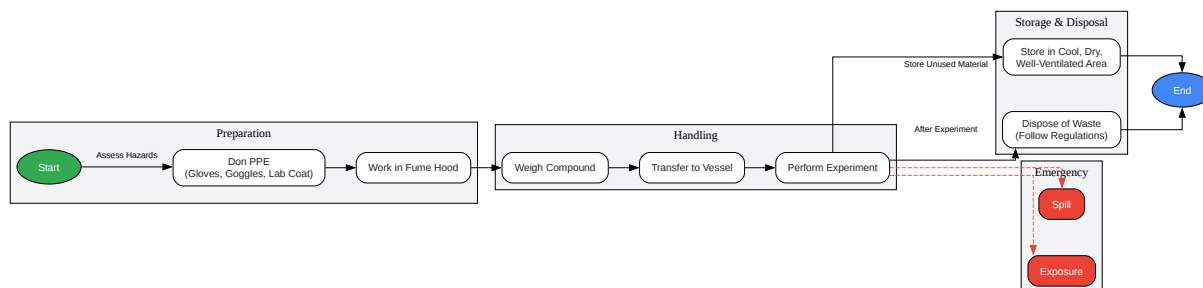 Preparation
Start
Assess Hazards
Don PPE
(Gloves, Goggles, Lab Coat)
Work in Fume Hood
Handling
Weigh Compound
Transfer to Vessel
Perform Experiment
Store Unused Material
After Experiment
Storage & Disposal
Store in Cool, Dry,
Well-Ventilated Area
Dispose of Waste
(Follow Regulations)
End
Emergency
Spill
Exposure